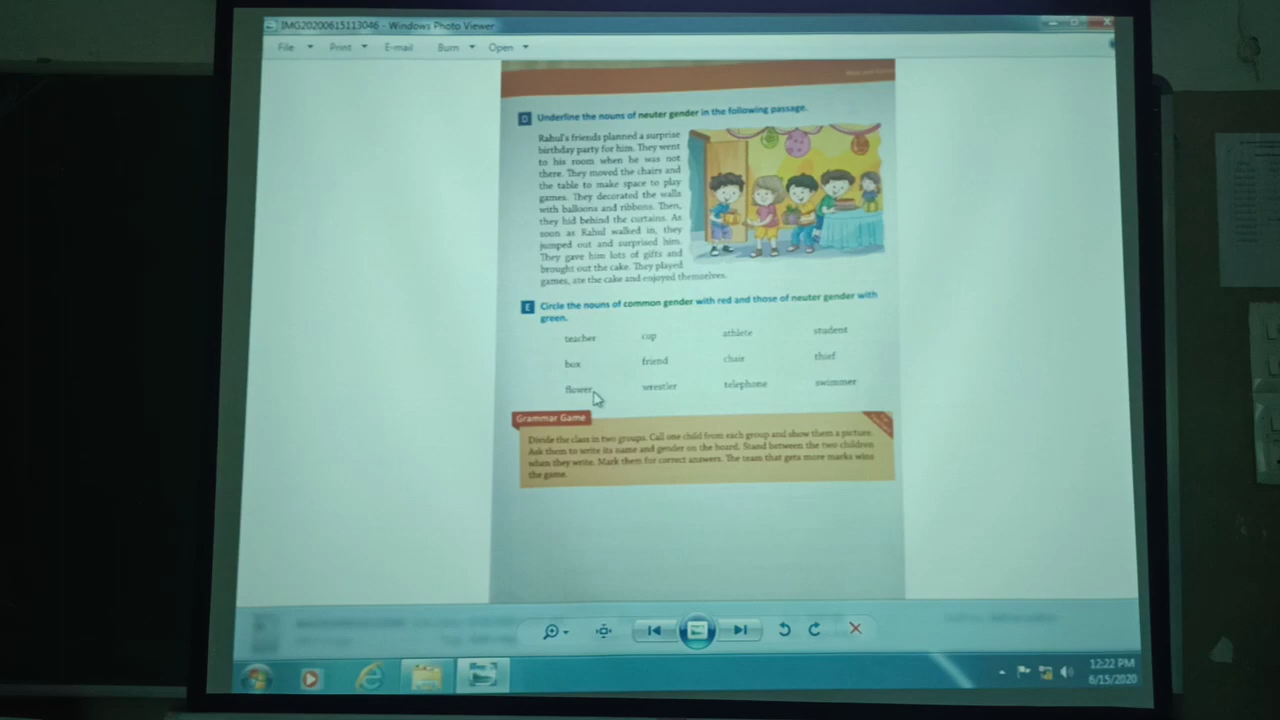 IMG20200615113046 - Windows Photo Viewer
File Print E-mail Burn Open
D Underline the nouns of neuter gender in the following passage.
Rahul's friends planned a surprise
birthday party for him. They went
to his room when he was not
there. They moved the chairs and
the table to make space to play
games. They decorated the walls
with balloons and ribbons. Then,
they hid behind the curtains. As
soon as Rahul walked in, they
jumped out and surprised him.
They gave him lots of gifts and
brought out the cake. They played
games, ate the cake and enjoyed themselves.
E Circle the nouns of common gender with red and those of neuter gender with
green.
teacher cup athlete student
box friend chair thief
flower wrestler telephone swimmer
Grammar Game
Divide the class in two groups. Call one child from each group and show them a picture.
Ask them to write its name and gender on the board. Stand between the two children
when they write. Mark them for correct answers. The team that gets more marks wins
the game.
12:22 PM
6/15/2020